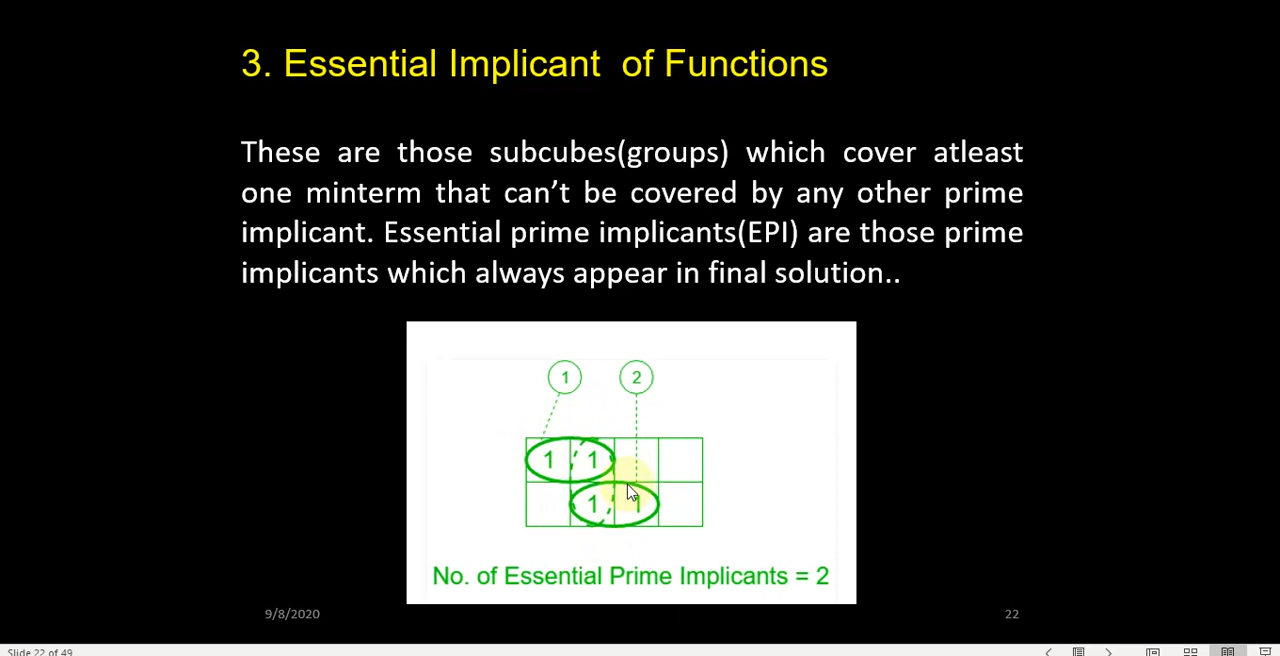 3. Essential Implicant of Functions
These are those subcubes(groups) which cover atleast
one minterm that can't be covered by any other prime
implicant. Essential prime implicants(EPI) are those prime
implicants which always appear in final solution..
1 2
1 1
1 1
No. of Essential Prime Implicants = 2
9/8/2020 22
Slide 22 of 49